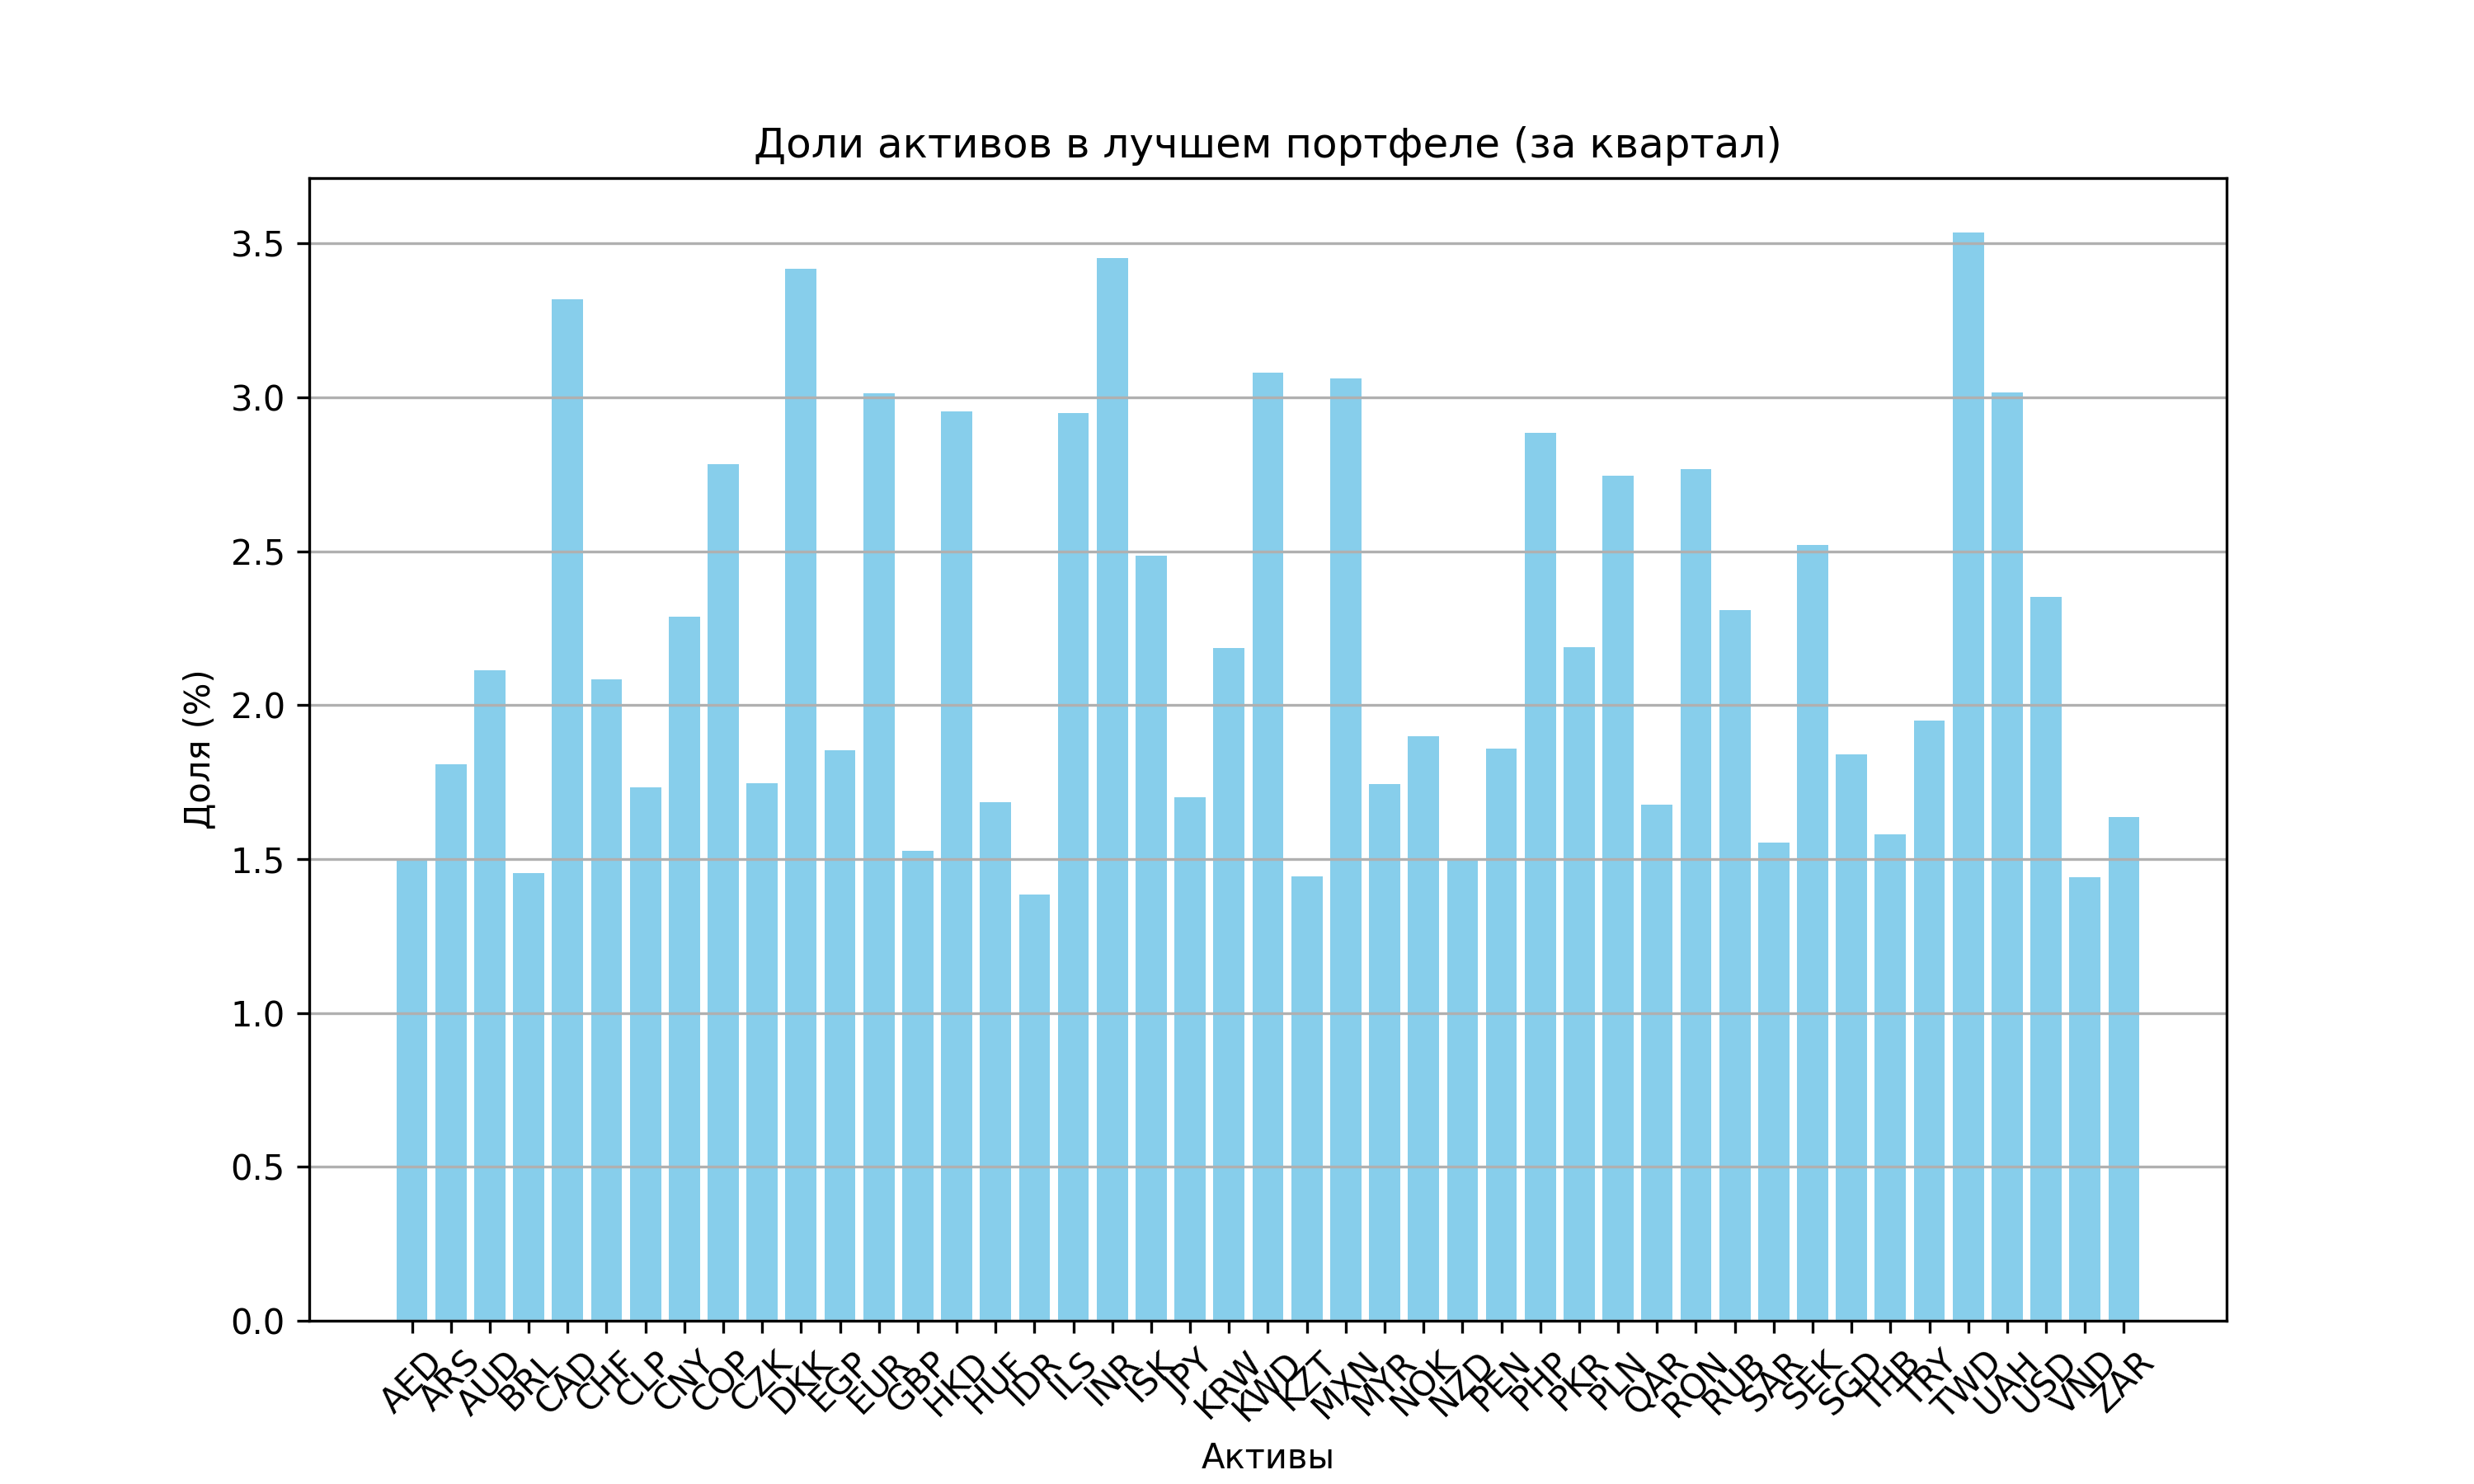 Доли активов в лучшем портфеле (за квартал)
3.5
3.0
2.5
2.0
1.5
1.0
0.5
0.0
Доля (%)
AED
ARS
AUD
BRL
CAD
CHF
CLP
CNY
COP
CZK
DKK
EGP
EUR
GBP
HKD
HUF
IDR
ILS
INR
ISK
JPY
KRW
KWD
KZT
MXN
MYR
NOK
NZD
PEN
PHP
PKR
PLN
QAR
RON
RUB
SAR
SEK
SGD
THB
TRY
TWD
UAH
USD
VND
ZAR
Активы